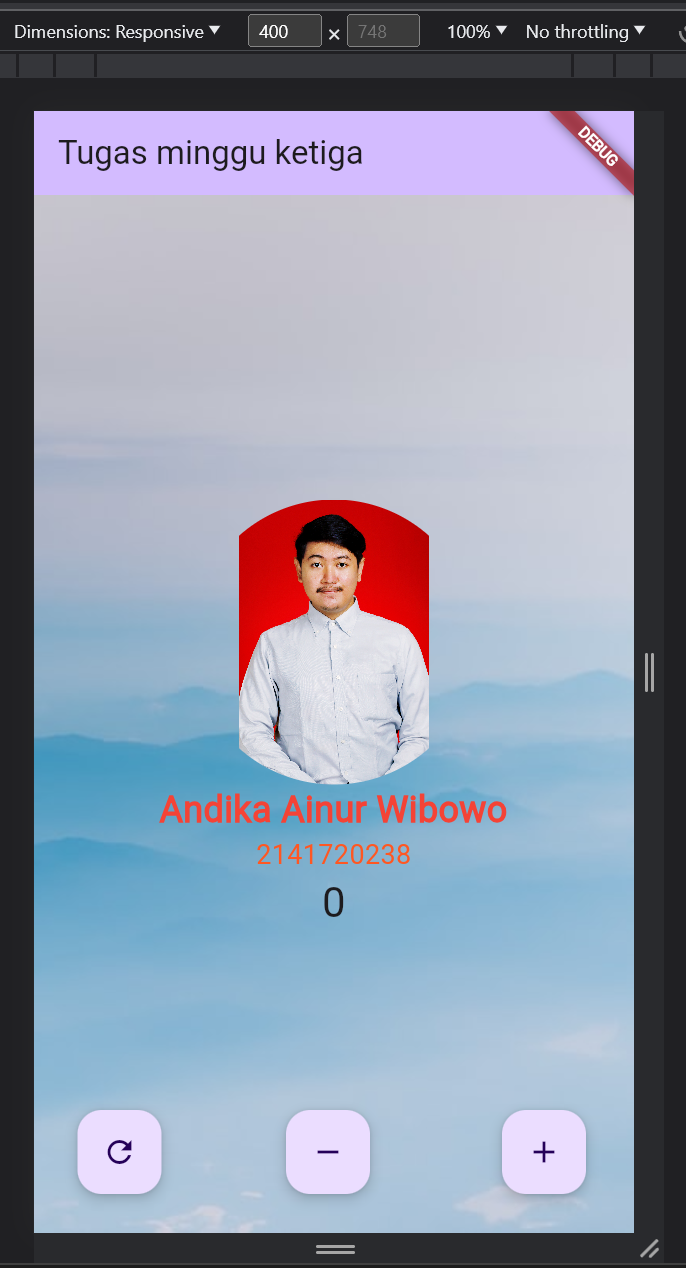 Dimensions: Responsive ▼ 400 × 748 100% ▼ No throttling ▼
Tugas minggu ketiga
DEBUG
Andika Ainur Wibowo
2141720238
0